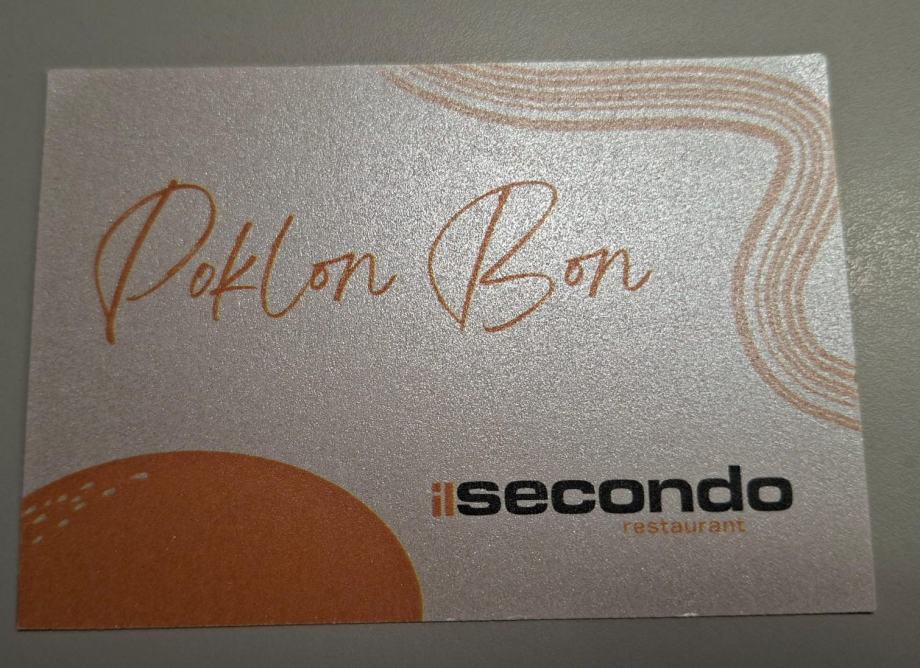 Poklon Bon
ilsecondo
restaurant